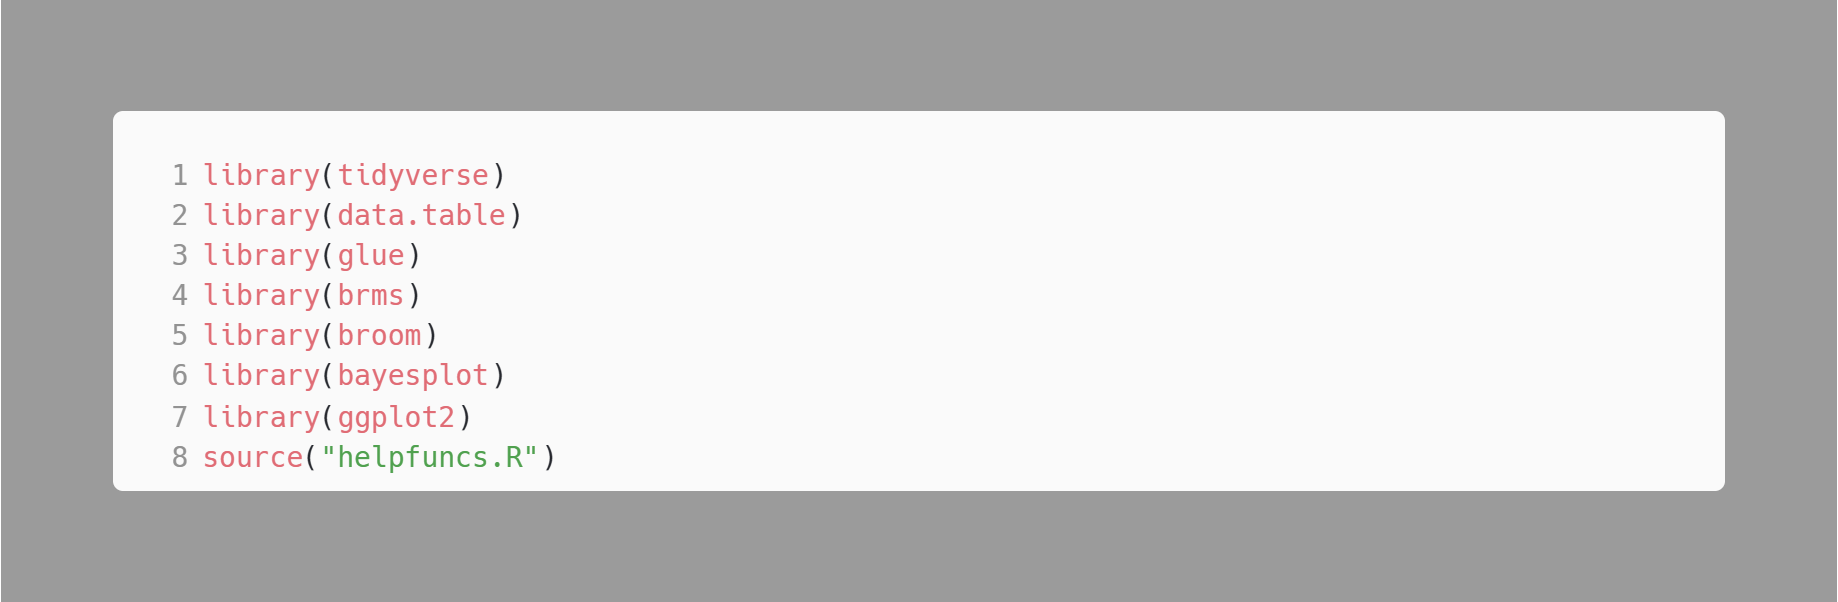 1 library(tidyverse)
2 library(data.table)
3 library(glue)
4 library(brms)
5 library(broom)
6 library(bayesplot)
7 library(ggplot2)
8 source("helpfuncs.R")